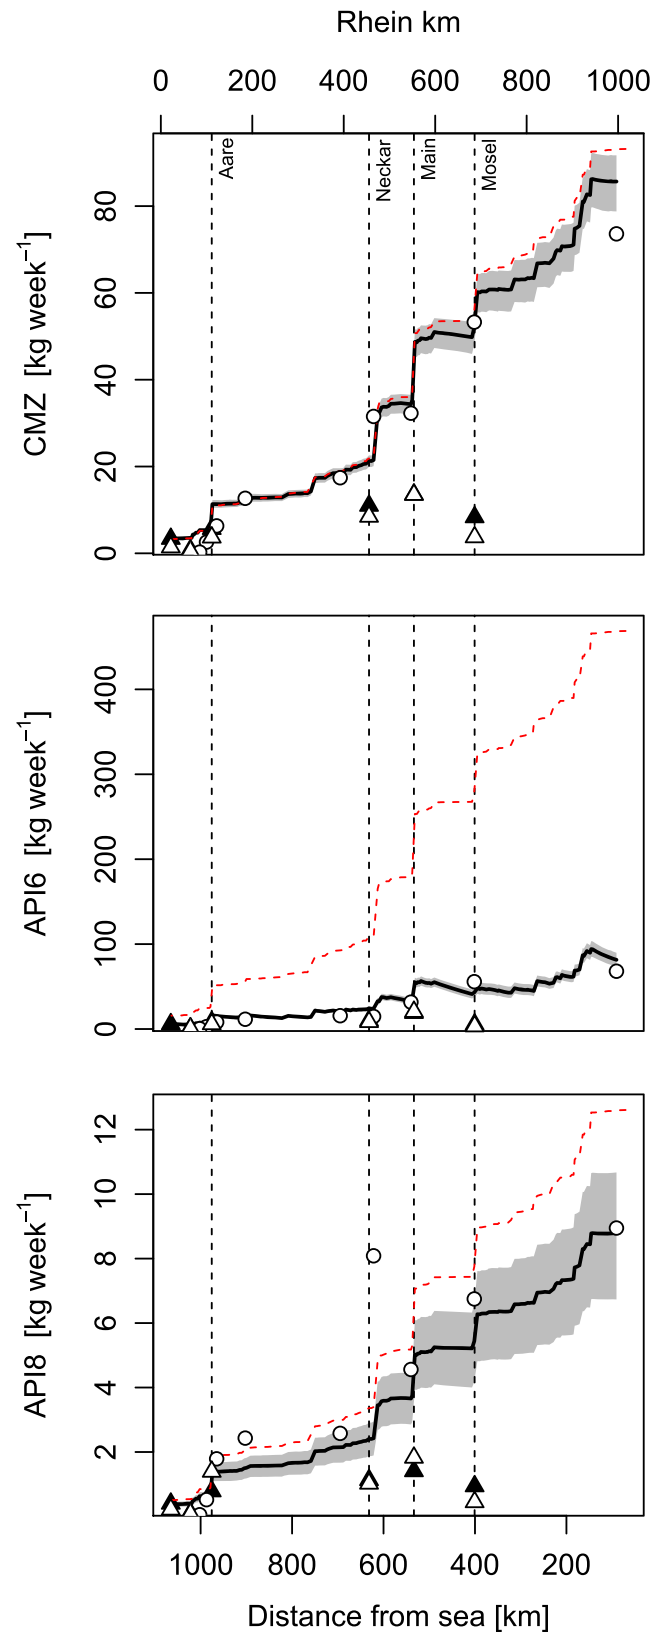 Rhein km
0 200 400 600 800 1000
Aare
Neckar
Main
Mosel
CMZ [kg week⁻¹]
80
60
40
20
0
API6 [kg week⁻¹]
400
300
200
100
0
API8 [kg week⁻¹]
12
10
8
6
4
2
1000 800 600 400 200
Distance from sea [km]